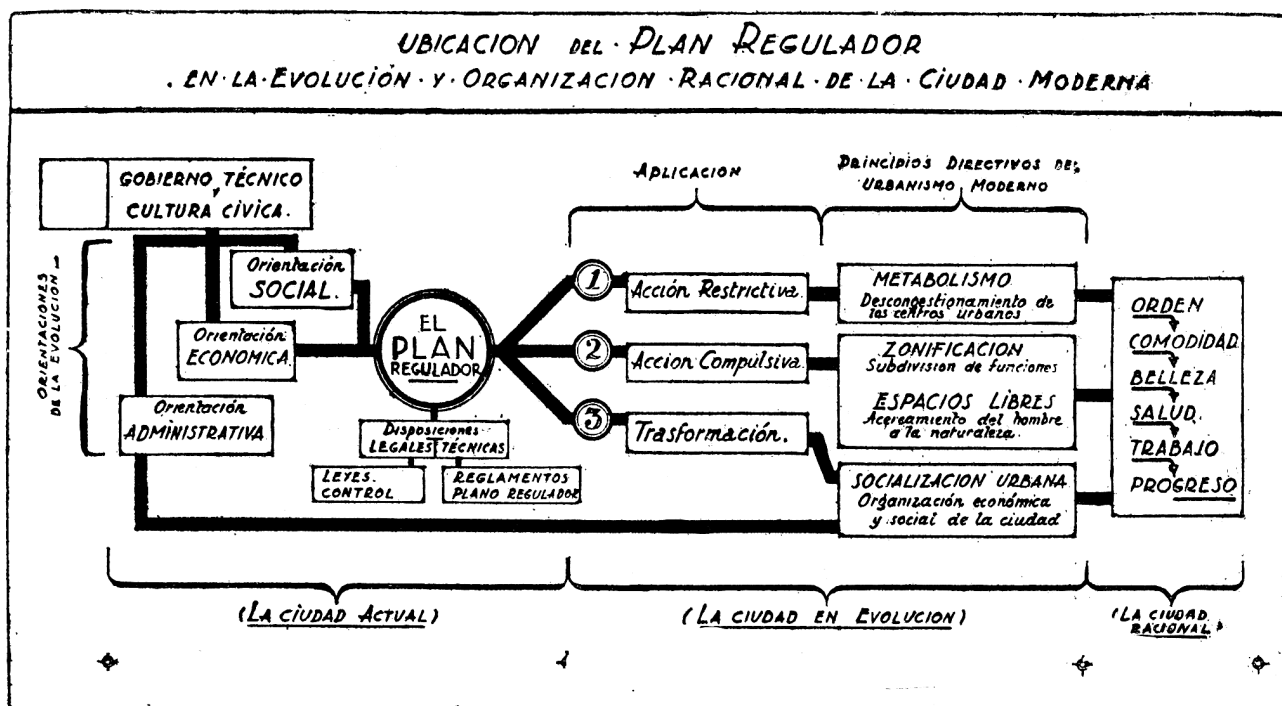 UBICACION DEL · PLAN REGULADOR
. EN · LA · EVOLUCIÓN · Y · ORGANIZACION · RACIONAL · DE · LA · CIUDAD · MODERNA
GOBIERNO TÉCNICO
Y
CULTURA CÍVICA.
ORIENTACIONES
DE LA EVOLUCION
Orientación
SOCIAL.
Orientación
ECONOMICA.
Orientación
ADMINISTRATIVA
EL
PLAN
REGULADOR
Disposiciones
LEGALES TÉCNICAS
LEYES.
CONTROL
REGLAMENTOS
PLANO REGULADOR
APLICACION
1
Acción Restrictiva.
2
Accion Compulsiva.
3
Trasformación.
PRINCIPIOS DIRECTIVOS DEL
URBANISMO MODERNO
METABOLISMO.
Descongestionamiento de
los centros urbanos
ZONIFICACION
Subdivision de funciones
ESPACIOS LIBRES
Acercamiento del hombre
a la naturaleza.
SOCIALIZACION URBANA
Organización económica
y social de la ciudad
ORDEN
COMODIDAD
BELLEZA
SALUD.
TRABAJO
PROGRESO
(LA CIUDAD ACTUAL)
(LA CIUDAD EN EVOLUCION)
(LA CIUDAD
RACIONAL)